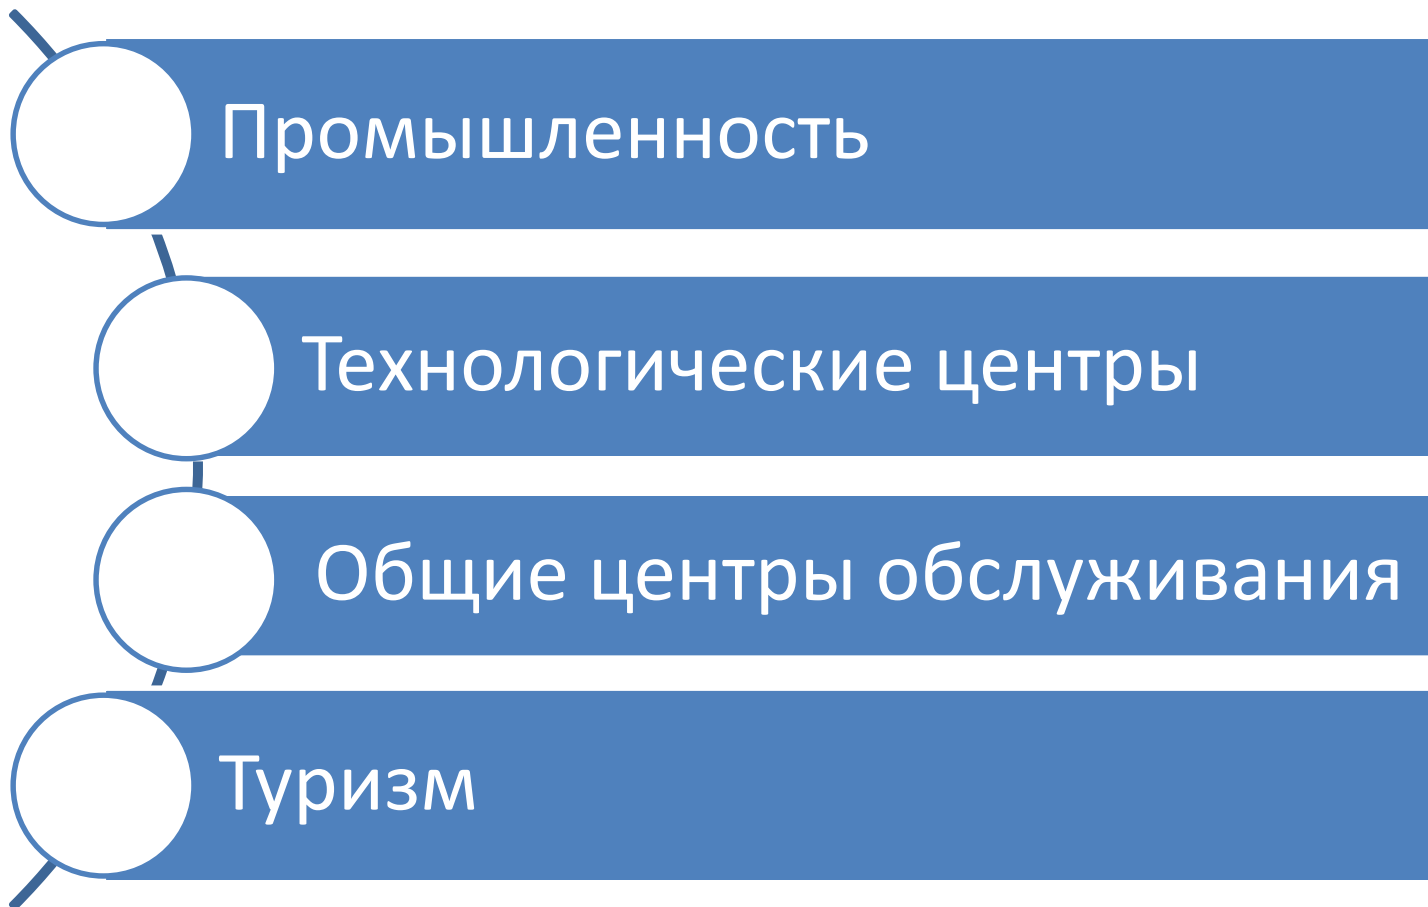 Промышленность
Технологические центры
Общие центры обслуживания
Туризм